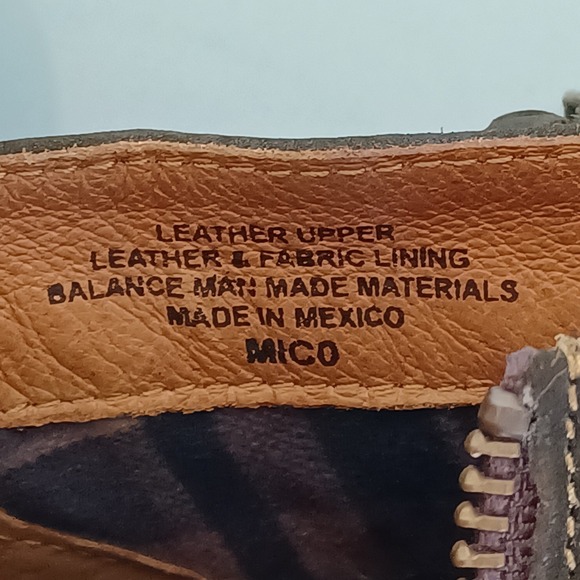 LEATHER UPPER
LEATHER & FABRIC LINING
BALANCE MAN MADE MATERIALS
MADE IN MEXICO
MICO